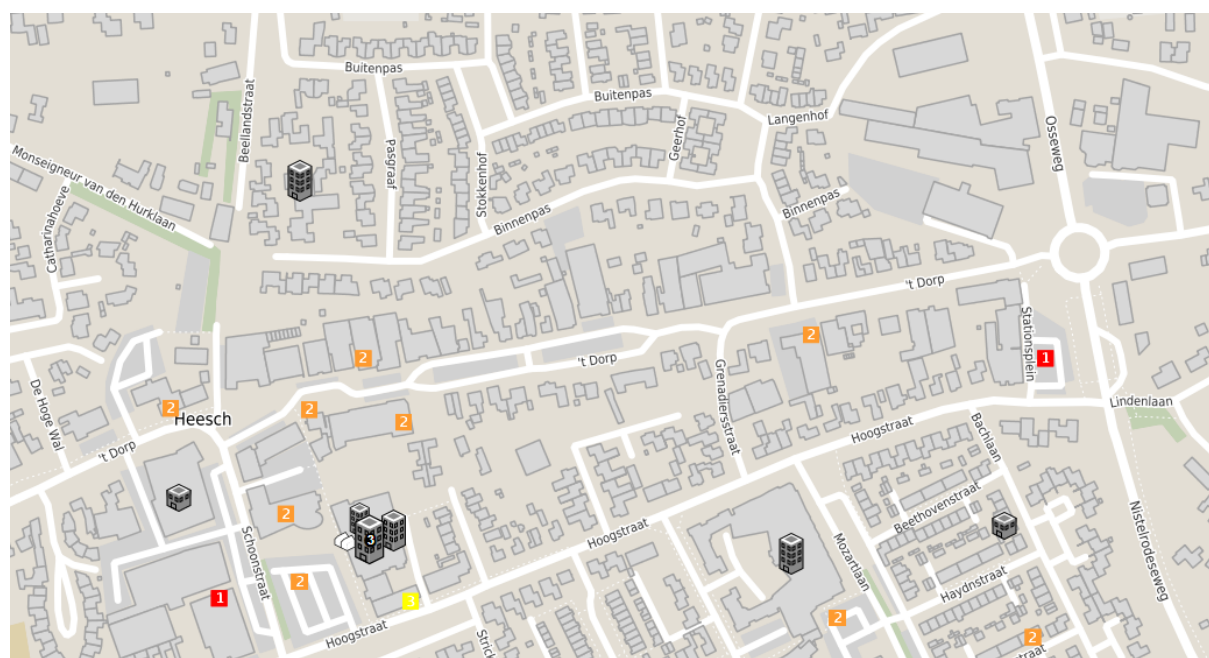 Buitenpas
Buitenpas
Langenhof
Osseweg
Beellandstraat
Pasgraaf
Stokkenhof
Geerhof
Monseigneur van den Hurklaan
Catharinahoeve
Binnenpas
Binnenpas
't Dorp
Stationsplein
2
2
't Dorp
1
Grenadiersstraat
De Hoge Wal
2
Heesch
2
2
Lindenlaan
Hoogstraat
Bachlaan
't Dorp
Beethovenstraat
2
Hoogstraat
Schoonstraat
3
Mozartlaan
Nistelrodeseweg
Haydnstraat
2
1
3
2
Hoogstraat
Strick
2
straat